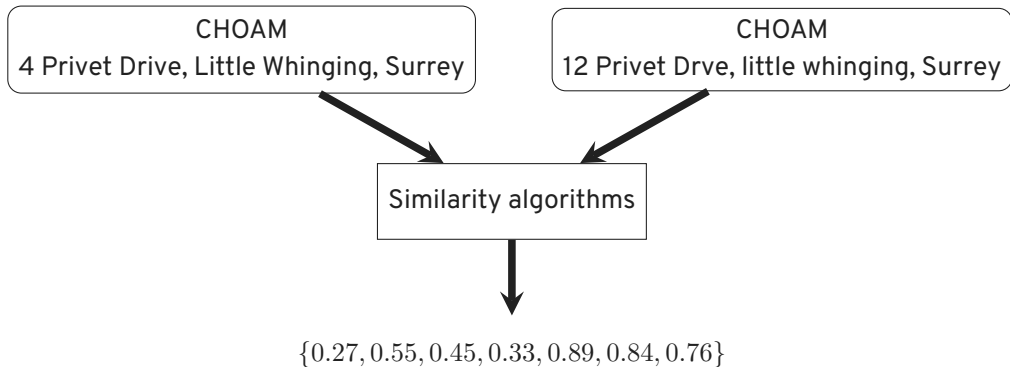 CHOAM
4 Privet Drive, Little Whinging, Surrey
CHOAM
12 Privet Drve, little whinging, Surrey
Similarity algorithms
{0.27, 0.55, 0.45, 0.33, 0.89, 0.84, 0.76}